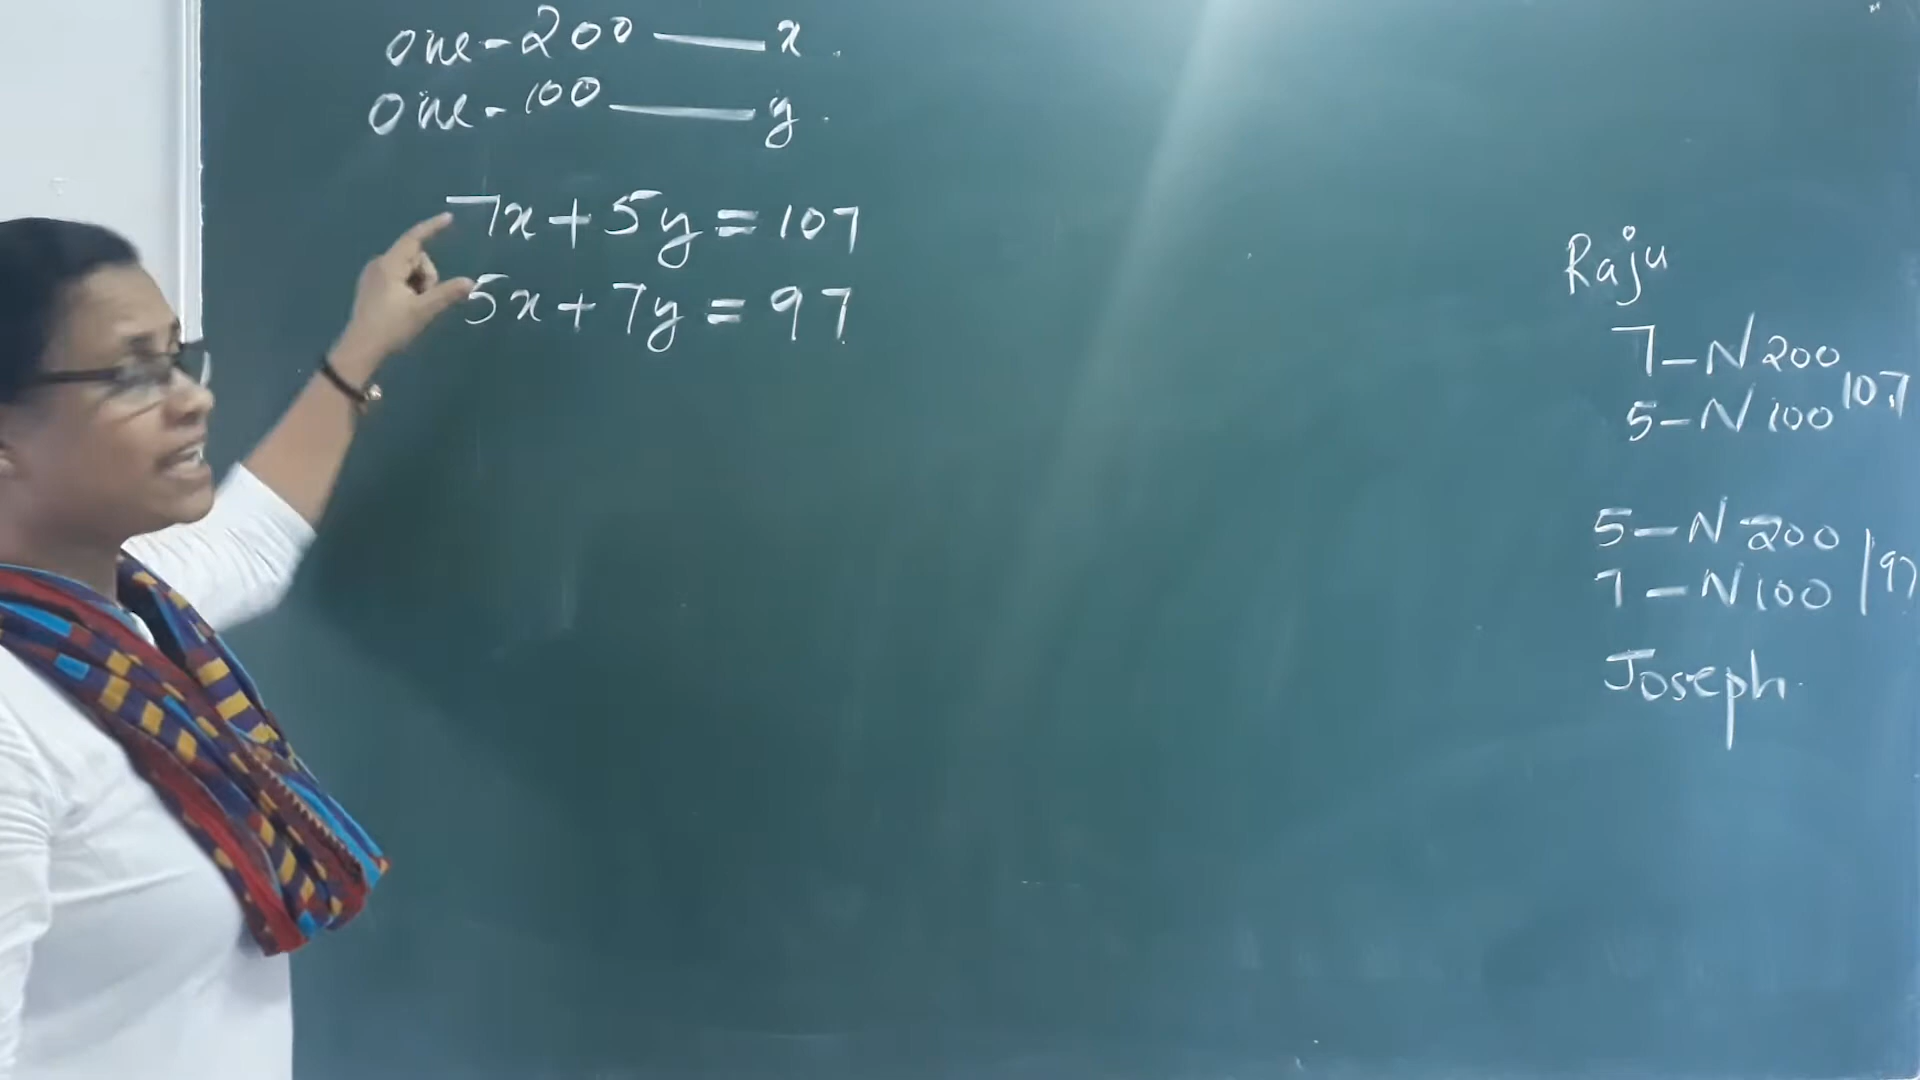 one-200 — x.
one-100 — y.
7x+5y=107
5x+7y=97
Raju
7-N 200
5-N 100 107
5-N 200
7-N 100 97
Joseph.